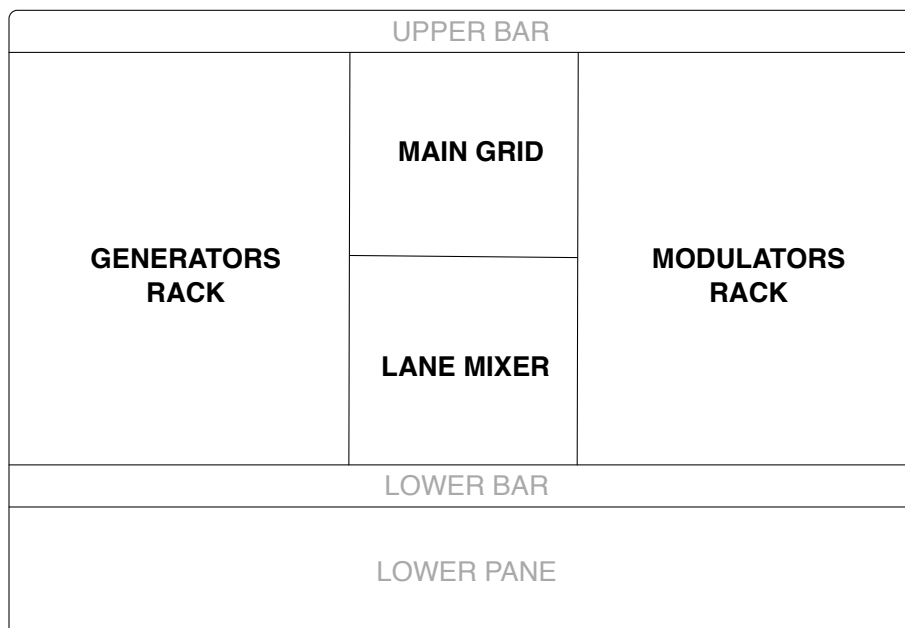 UPPER BAR
MAIN GRID
GENERATORS
RACK
MODULATORS
RACK
LANE MIXER
LOWER BAR
LOWER PANE